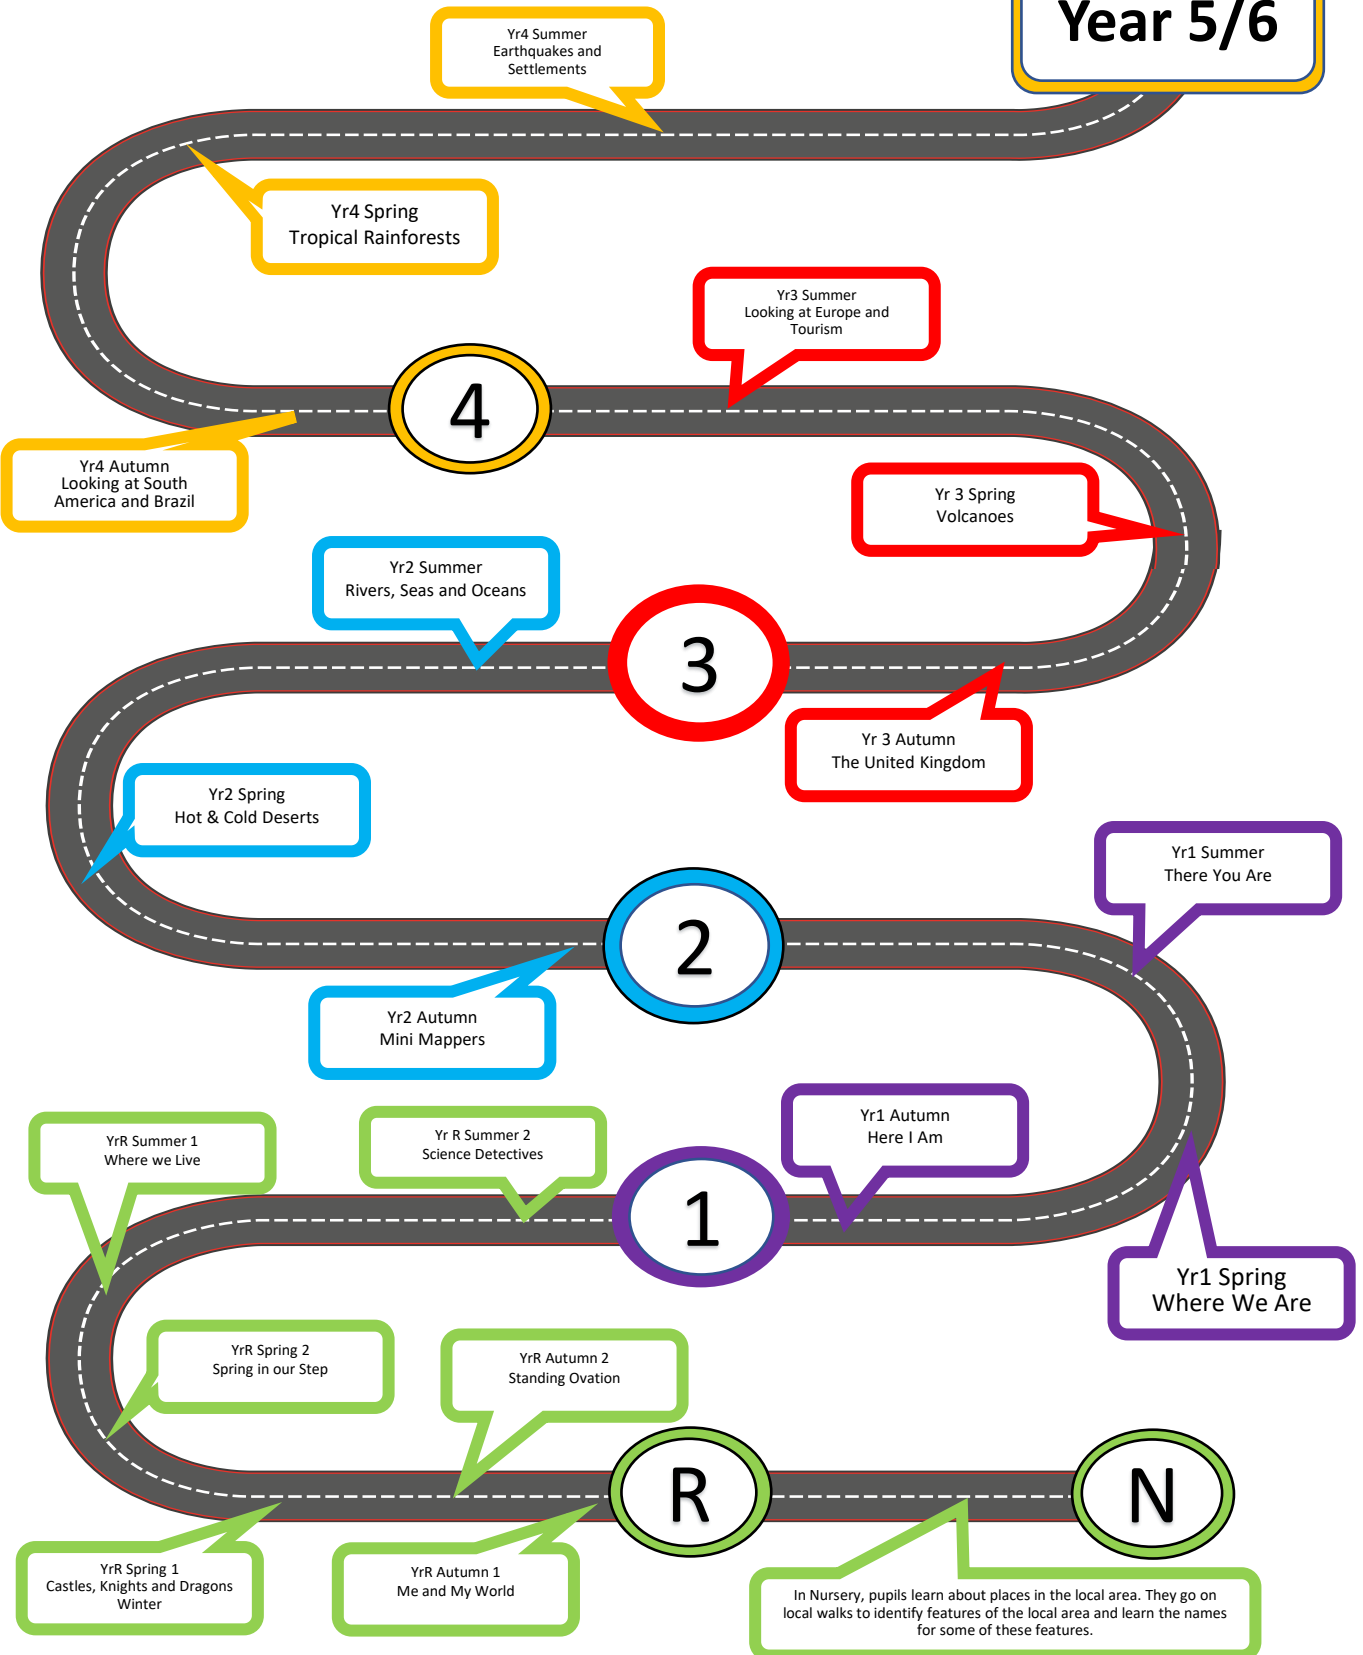 Year 5/6
Yr4 Summer
Earthquakes and
Settlements
Yr4 Spring
Tropical Rainforests
Yr3 Summer
Looking at Europe and
Tourism
4
Yr4 Autumn
Looking at South
America and Brazil
Yr 3 Spring
Volcanoes
Yr2 Summer
Rivers, Seas and Oceans
3
Yr 3 Autumn
The United Kingdom
Yr2 Spring
Hot & Cold Deserts
Yr1 Summer
There You Are
2
Yr2 Autumn
Mini Mappers
Yr1 Autumn
Here I Am
YrR Summer 1
Where we Live
Yr R Summer 2
Science Detectives
1
Yr1 Spring
Where We Are
YrR Spring 2
Spring in our Step
YrR Autumn 2
Standing Ovation
R
N
YrR Spring 1
Castles, Knights and Dragons
Winter
YrR Autumn 1
Me and My World
In Nursery, pupils learn about places in the local area. They go on
local walks to identify features of the local area and learn the names
for some of these features.